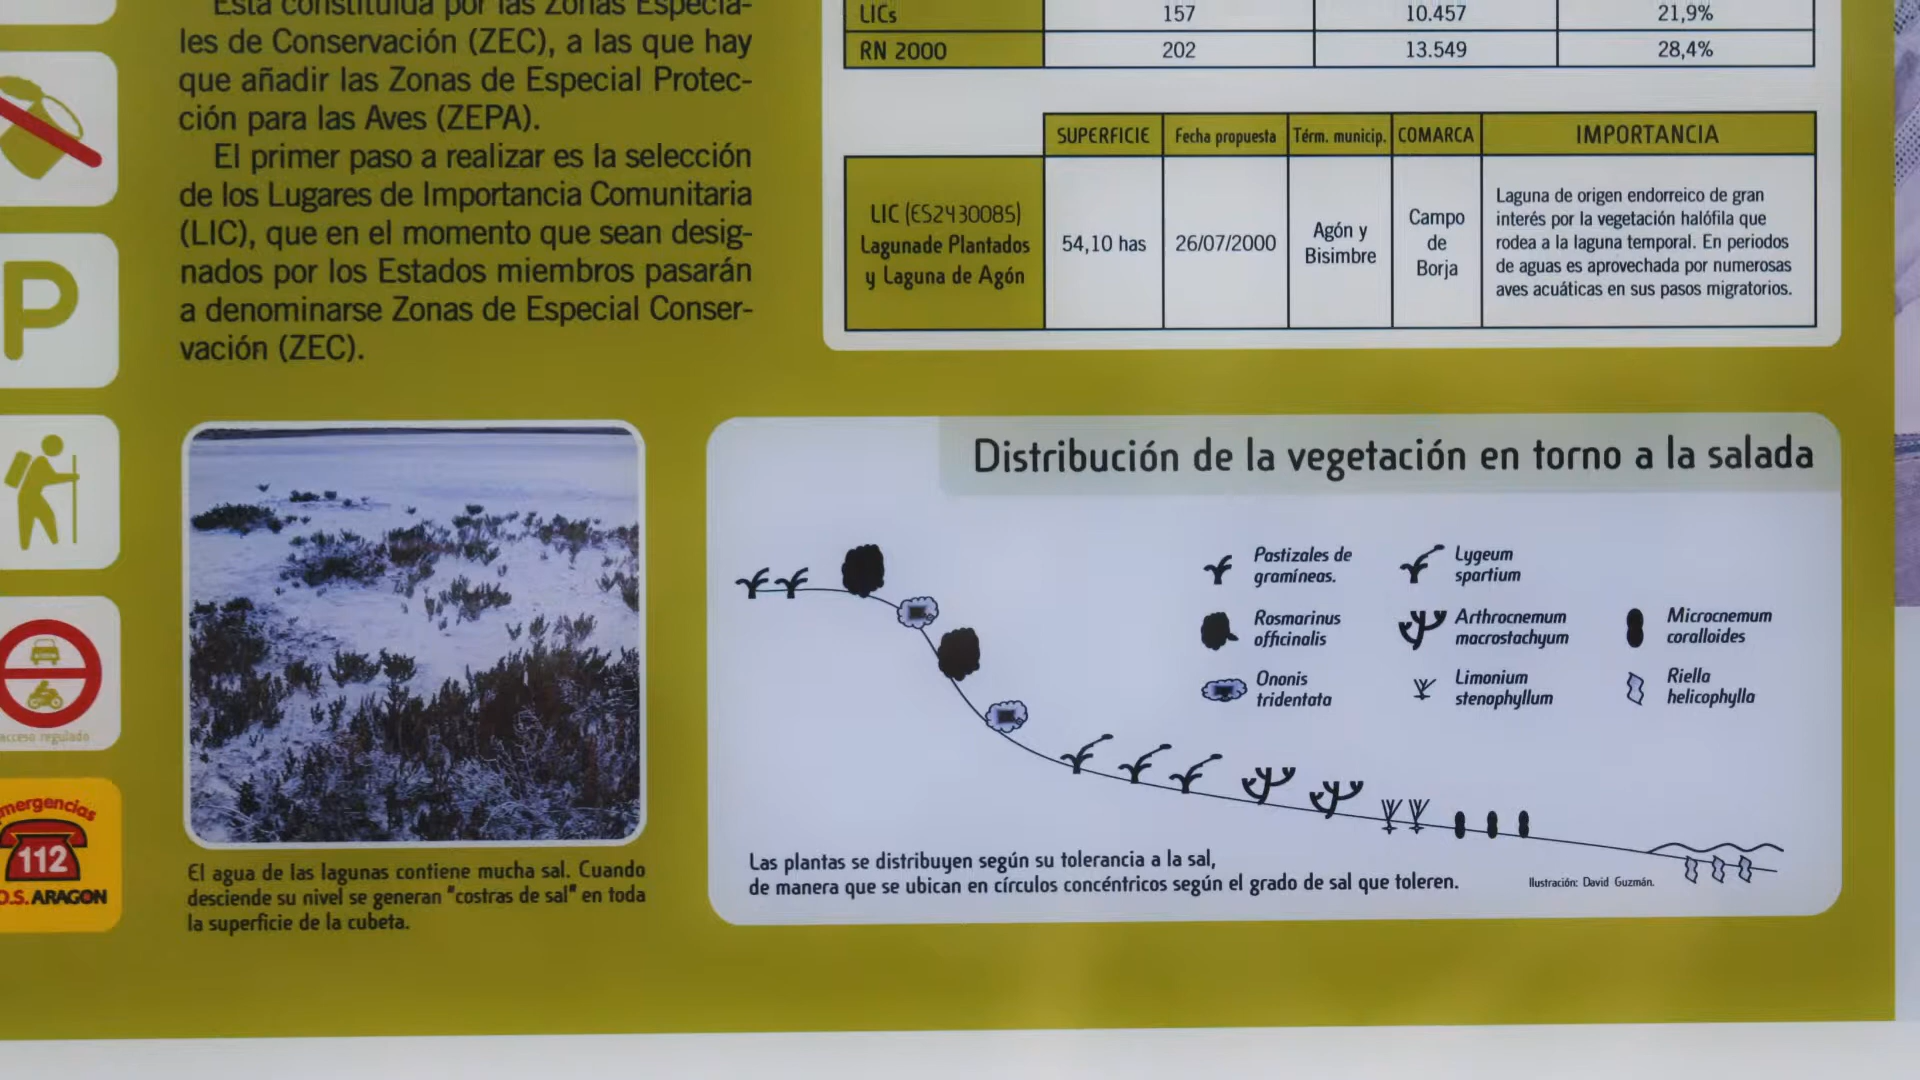 Está constituida por las Zonas Especia-
les de Conservación (ZEC), a las que hay
que añadir las Zonas de Especial Protec-
ción para las Aves (ZEPA).
El primer paso a realizar es la selección
de los Lugares de Importancia Comunitaria
(LIC), que en el momento que sean desig-
nados por los Estados miembros pasarán
a denominarse Zonas de Especial Conser-
vación (ZEC).
LICs 157 10.457 21,9%
RN 2000 202 13.549 28,4%
SUPERFICIE Fecha propuesta Térm. municip. COMARCA IMPORTANCIA
LIC (ES2430085)
Lagunade Plantados
y Laguna de Agón
54,10 has
26/07/2000
Agón y
Bisimbre
Campo
de
Borja
Laguna de origen endorreico de gran
interés por la vegetación halófila que
rodea a la laguna temporal. En periodos
de aguas es aprovechada por numerosas
aves acuáticas en sus pasos migratorios.
P
acceso regulado
mergencias
112
O.S. ARAGON
El agua de las lagunas contiene mucha sal. Cuando
desciende su nivel se generan "costras de sal" en toda
la superficie de la cubeta.
Distribución de la vegetación en torno a la salada
Pastizales de
gramíneas.
Rosmarinus
officinalis
Ononis
tridentata
Lygeum
spartium
Arthrocnemum
macrostachyum
Limonium
stenophyllum
Microcnemum
coralloides
Riella
helicophylla
Las plantas se distribuyen según su tolerancia a la sal,
de manera que se ubican en círculos concéntricos según el grado de sal que toleren.
Ilustración: David Guzmán.